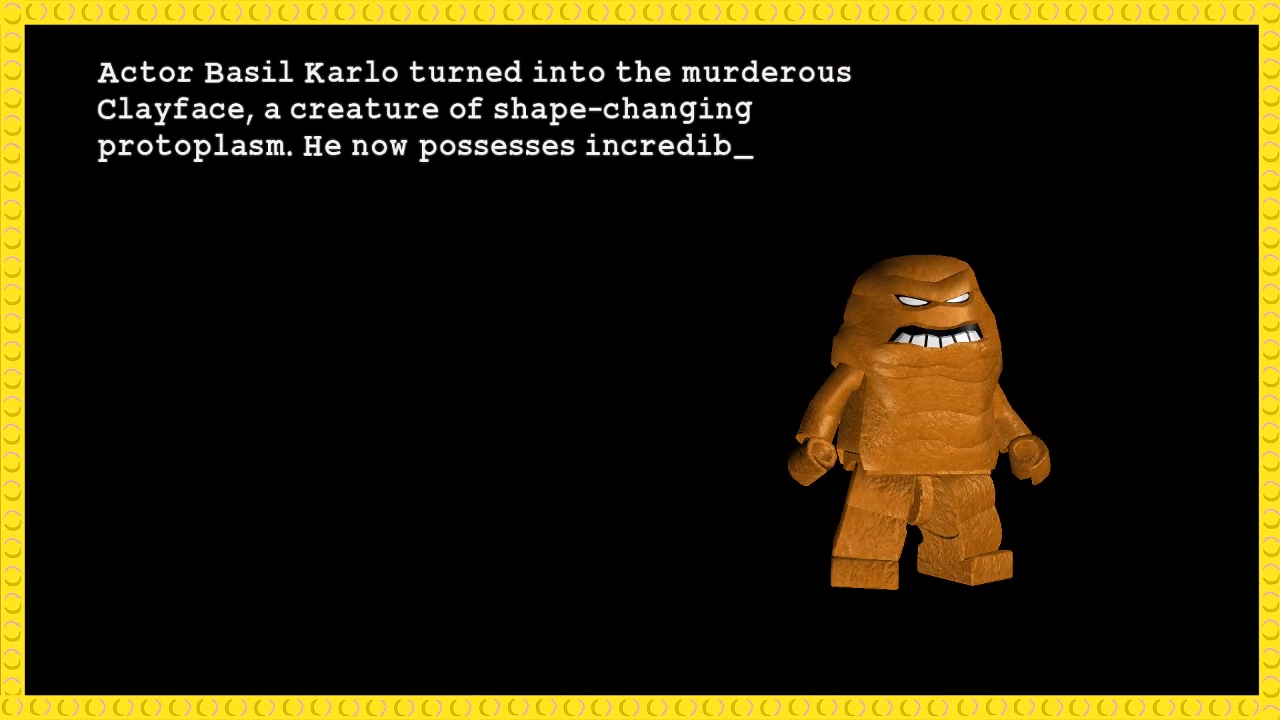 Actor Basil Karlo turned into the murderous
Clayface, a creature of shape-changing
protoplasm. He now possesses incredib_